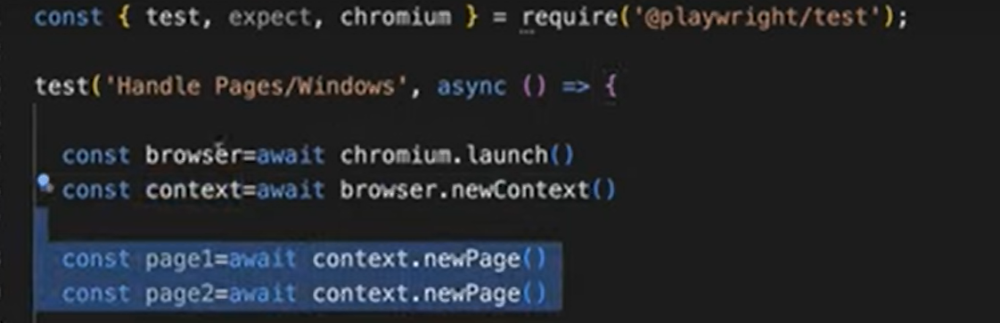 const { test, expect, chromium } = require('@playwright/test');
test('Handle Pages/Windows', async () => {
const browser=await chromium.launch()
const context=await browser.newContext()
const page1=await context.newPage()
const page2=await context.newPage()